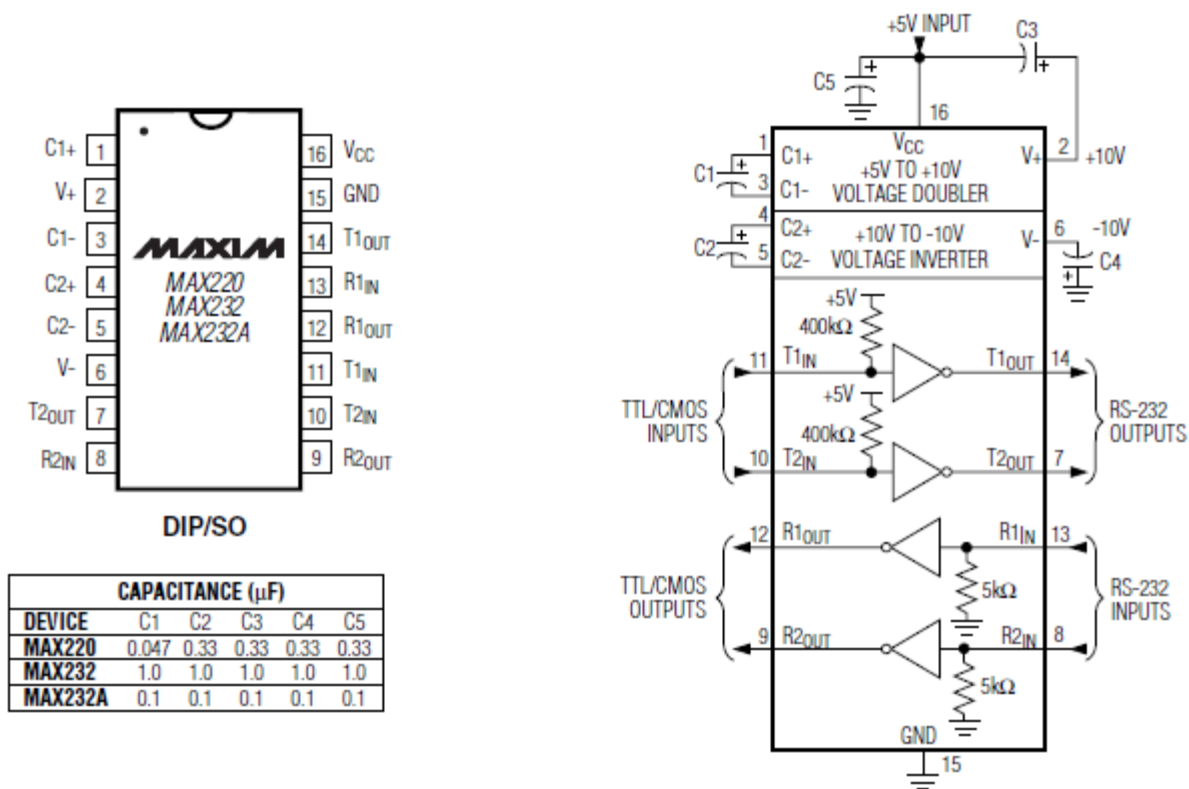 C1+ 1
V+ 2
C1- 3
C2+ 4
C2- 5
V- 6
T2OUT 7
R2IN 8
MAXIM
MAX220
MAX232
MAX232A
16 VCC
15 GND
14 T1OUT
13 R1IN
12 R1OUT
11 T1IN
10 T2IN
9 R2OUT
DIP/SO
CAPACITANCE (µF)
DEVICE C1 C2 C3 C4 C5
MAX220 0.047 0.33 0.33 0.33 0.33
MAX232 1.0 1.0 1.0 1.0 1.0
MAX232A 0.1 0.1 0.1 0.1 0.1
+5V INPUT
C3
+
C5
+
16
VCC
1
C1+
C1
+
3
C1-
+5V TO +10V
VOLTAGE DOUBLER
V+
2
+10V
4
C2+
C2
+
5
C2-
+10V TO -10V
VOLTAGE INVERTER
V-
6
-10V
C4
+
+5V
400kΩ
11 T1IN
T1OUT 14
+5V
400kΩ
TTL/CMOS
INPUTS
RS-232
OUTPUTS
10 T2IN
T2OUT 7
12 R1OUT
R1IN 13
5kΩ
TTL/CMOS
OUTPUTS
RS-232
INPUTS
9 R2OUT
R2IN 8
5kΩ
GND
15